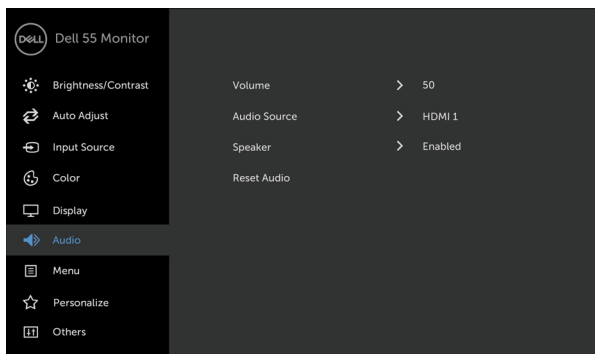 DELL Dell 55 Monitor
Brightness/Contrast
Auto Adjust
Input Source
Color
Display
Audio
Menu
Personalize
Others
Volume > 50
Audio Source > HDMI 1
Speaker > Enabled
Reset Audio